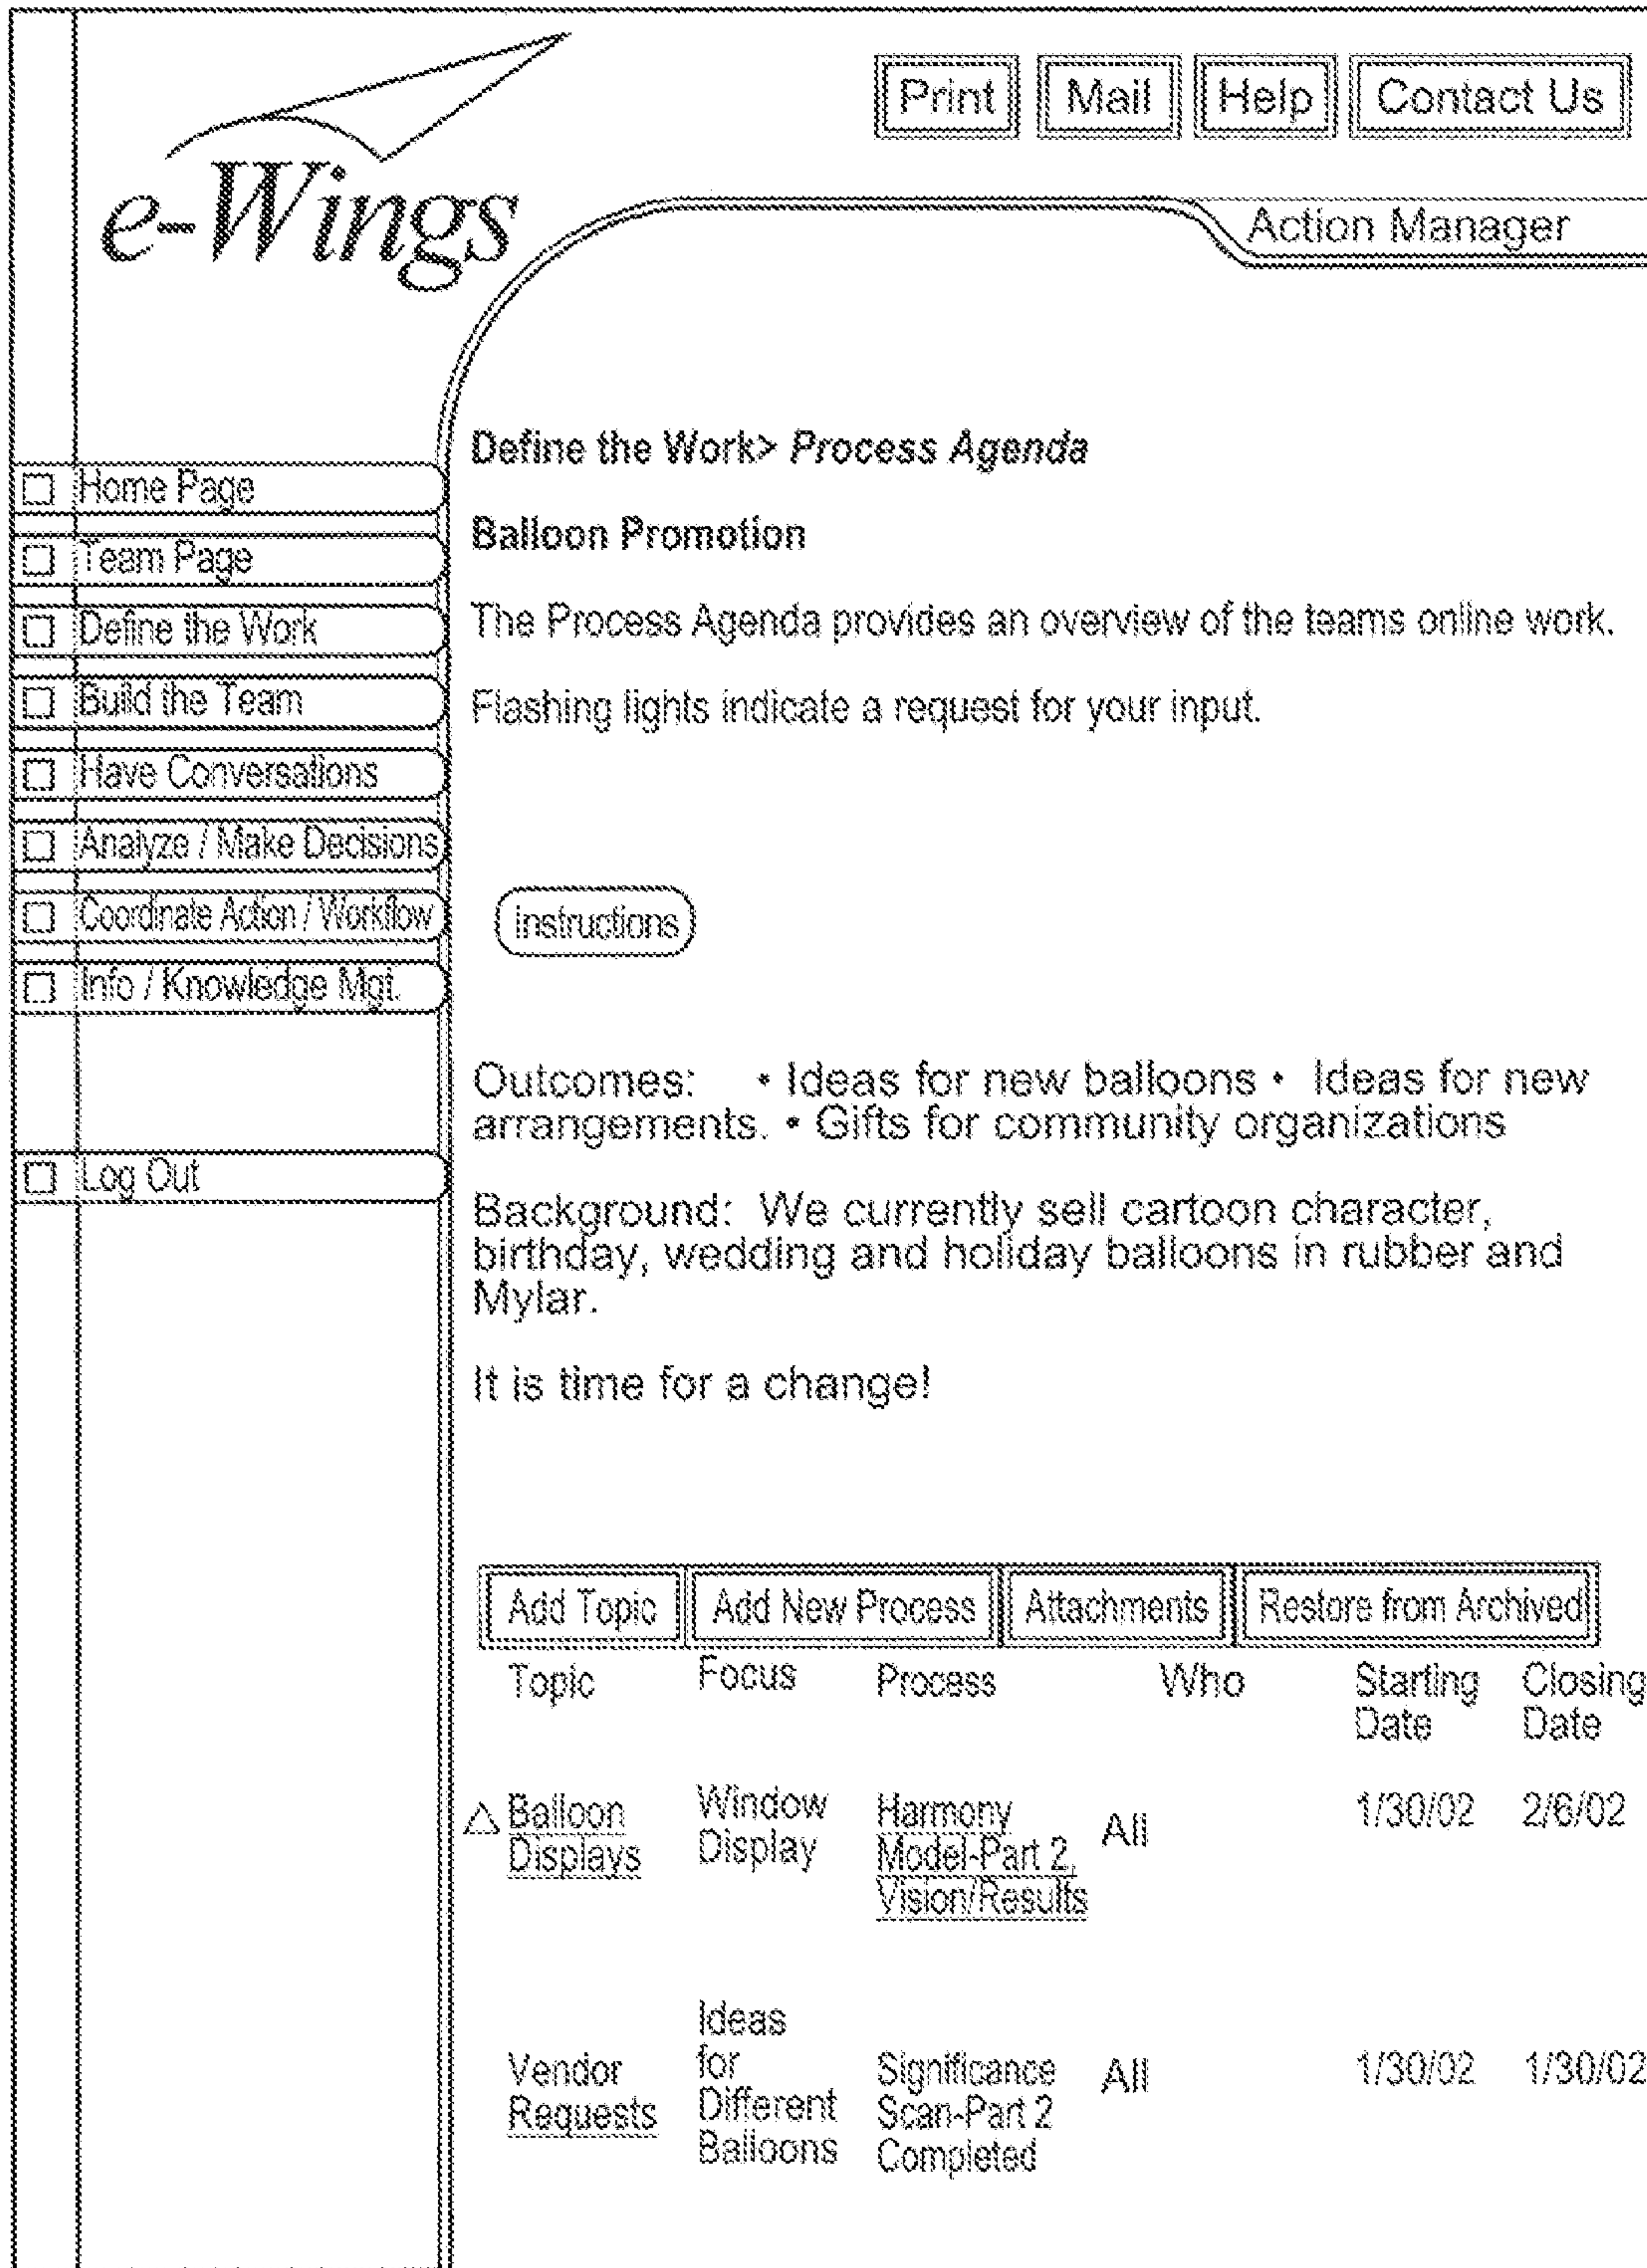 e-Wings
Print Mail Help Contact Us
Action Manager
Home Page
Team Page
Define the Work
Build the Team
Have Conversations
Analyze / Make Decisions
Coordinate Action / Workflow
Info / Knowledge Mgt.
Log Out
Define the Work> Process Agenda
Balloon Promotion
The Process Agenda provides an overview of the teams online work.
Flashing lights indicate a request for your input.
instructions
Outcomes: • Ideas for new balloons • Ideas for new
arrangements. • Gifts for community organizations
Background: We currently sell cartoon character,
birthday, wedding and holiday balloons in rubber and
Mylar.
It is time for a change!
Add Topic Add New Process Attachments Restore from Archived
Topic Focus Process Who Starting Closing
Date Date
Balloon Window Harmony All 1/30/02 2/6/02
Displays Display Model-Part 2,
Vision/Results
Ideas
Vendor for Significance All 1/30/02 1/30/02
Requests Different Scan-Part 2
Balloons Completed